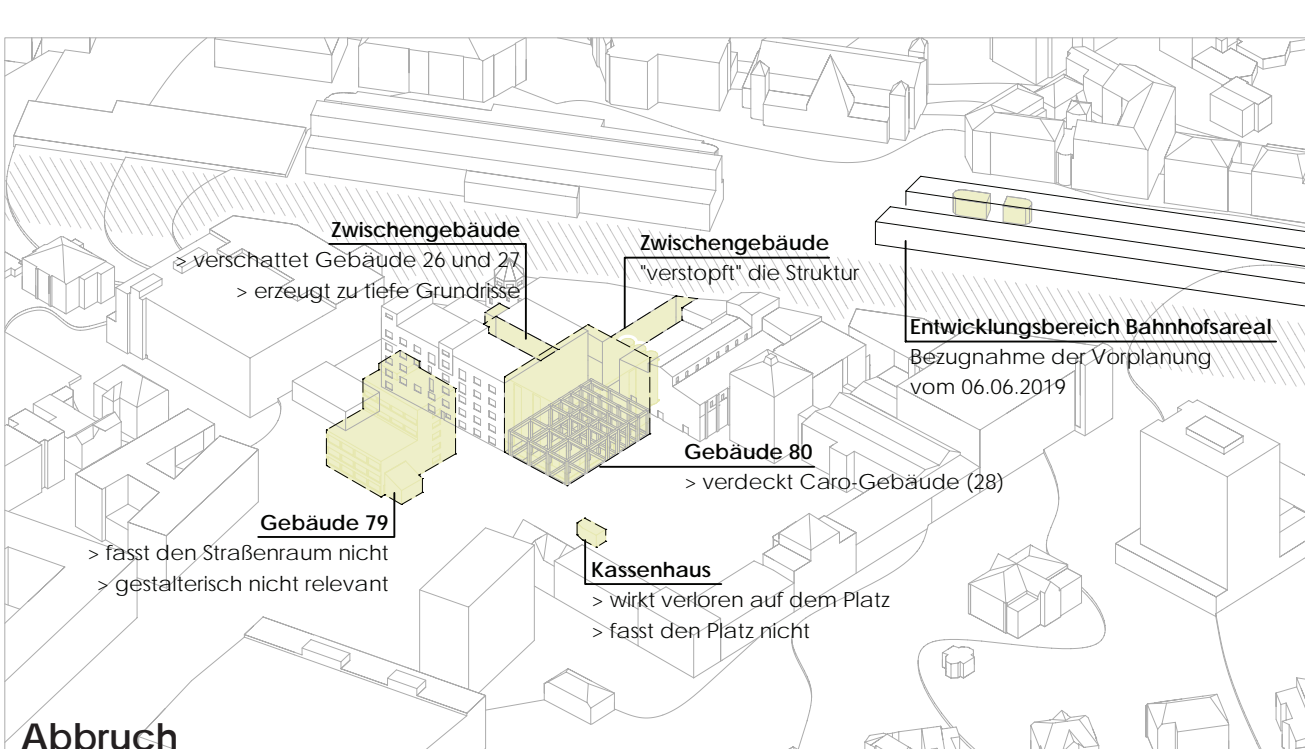 Zwischengebäude
> verschattet Gebäude 26 und 27
> erzeugt zu tiefe Grundrisse
Zwischengebäude
"verstopft" die Struktur
Entwicklungsbereich Bahnhofsareal
Bezugnahme der Vorplanung
vom 06.06.2019
Gebäude 80
> verdeckt Caro-Gebäude (28)
Gebäude 79
> fasst den Straßenraum nicht
> gestalterisch nicht relevant
Kassenhaus
> wirkt verloren auf dem Platz
> fasst den Platz nicht
Abbruch